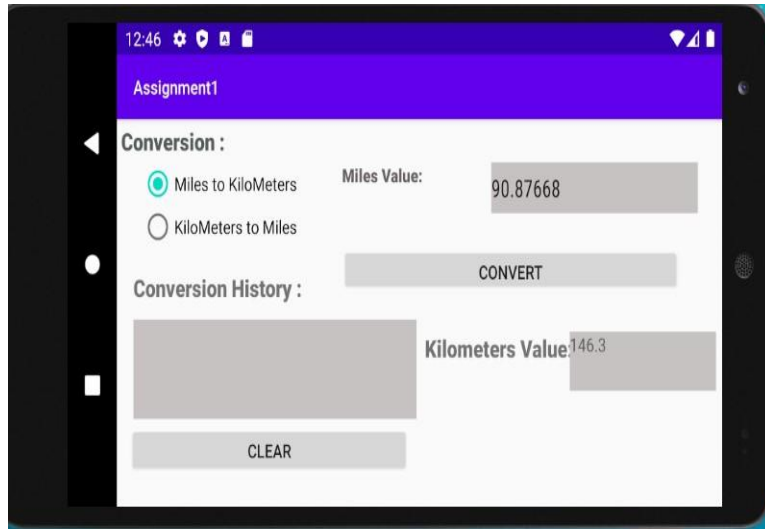 12:46
Assignment1
Conversion :
Miles to KiloMeters
Miles Value:
90.87668
KiloMeters to Miles
CONVERT
Conversion History :
Kilometers Value:
146.3
CLEAR